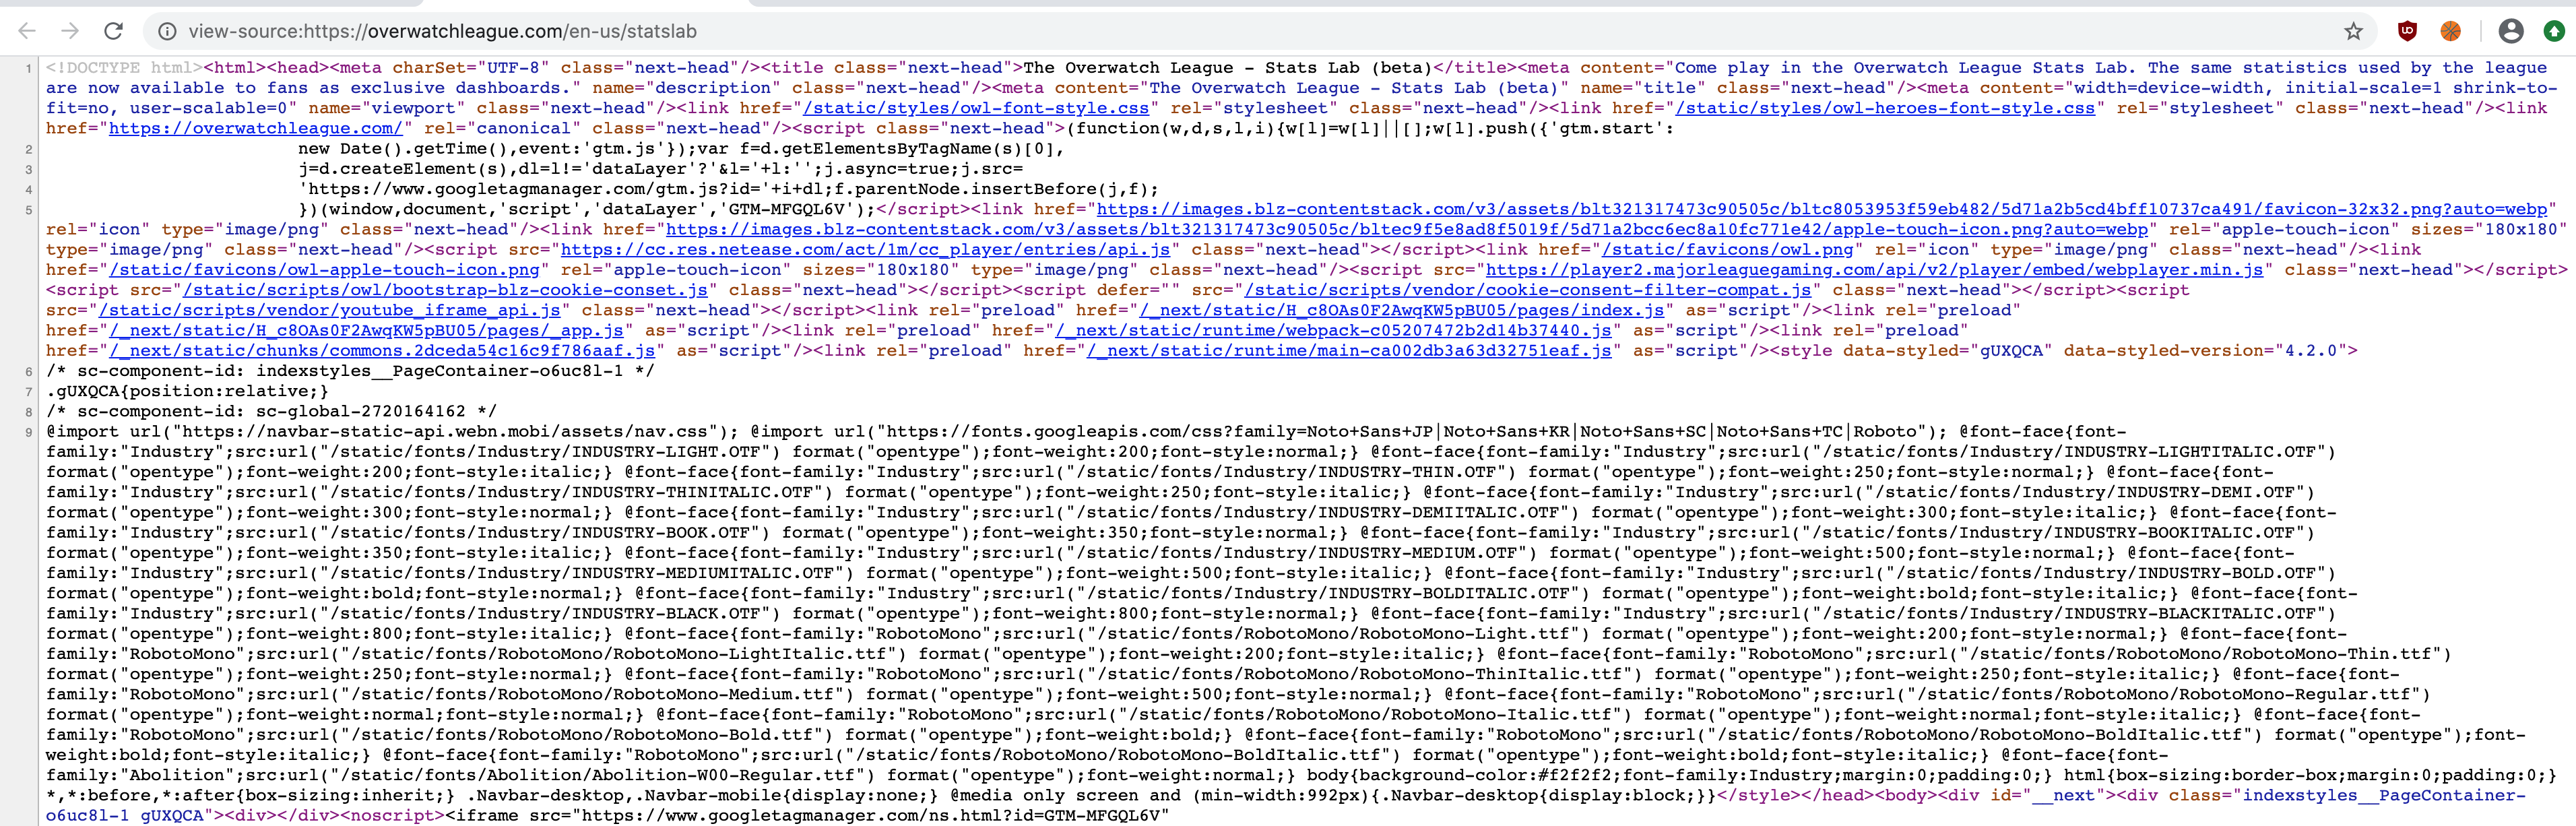 view-source:https://overwatchleague.com/en-us/statslab
1 <!DOCTYPE html><html><head><meta charSet="UTF-8" class="next-head"/><title class="next-head">The Overwatch League - Stats Lab (beta)</title><meta content="Come play in the Overwatch League Stats Lab. The same statistics used by the league
are now available to fans as exclusive dashboards." name="description" class="next-head"/><meta content="The Overwatch League - Stats Lab (beta)" name="title" class="next-head"/><meta content="width=device-width, initial-scale=1 shrink-to-
fit=no, user-scalable=0" name="viewport" class="next-head"/><link href="/static/styles/owl-font-style.css" rel="stylesheet" class="next-head"/><link href="/static/styles/owl-heroes-font-style.css" rel="stylesheet" class="next-head"/><link
href="https://overwatchleague.com/" rel="canonical" class="next-head"/><script class="next-head">(function(w,d,s,l,i){w[l]=w[l]||[];w[l].push({'gtm.start':
2 new Date().getTime(),event:'gtm.js'});var f=d.getElementsByTagName(s)[0],
3 j=d.createElement(s),dl=l!='dataLayer'?'&l='+l:'';j.async=true;j.src=
4 'https://www.googletagmanager.com/gtm.js?id='+i+dl;f.parentNode.insertBefore(j,f);
5 })(window,document,'script','dataLayer','GTM-MFGQL6V');</script><link href="https://images.blz-contentstack.com/v3/assets/blt321317473c90505c/bltc8053953f59eb482/5d71a2b5cd4bff10737ca491/favicon-32x32.png?auto=webp"
rel="icon" type="image/png" class="next-head"/><link href="https://images.blz-contentstack.com/v3/assets/blt321317473c90505c/bltec9f5e8ad8f5019f/5d71a2bcc6ec8a10fc771e42/apple-touch-icon.png?auto=webp" rel="apple-touch-icon" sizes="180x180"
type="image/png" class="next-head"/><script src="https://cc.res.netease.com/act/1m/cc_player/entries/api.js" class="next-head"></script><link href="/static/favicons/owl.png" rel="icon" type="image/png" class="next-head"/><link
href="/static/favicons/owl-apple-touch-icon.png" rel="apple-touch-icon" sizes="180x180" type="image/png" class="next-head"/><script src="https://player2.majorleaguegaming.com/api/v2/player/embed/webplayer.min.js" class="next-head"></script>
<script src="/static/scripts/owl/bootstrap-blz-cookie-conset.js" class="next-head"></script><script defer="" src="/static/scripts/vendor/cookie-consent-filter-compat.js" class="next-head"></script><script
src="/static/scripts/vendor/youtube_iframe_api.js" class="next-head"></script><link rel="preload" href="/_next/static/H_c8OAs0F2AwqKW5pBU05/pages/index.js" as="script"/><link rel="preload"
href="/_next/static/H_c8OAs0F2AwqKW5pBU05/pages/_app.js" as="script"/><link rel="preload" href="/_next/static/runtime/webpack-c05207472b2d14b37440.js" as="script"/><link rel="preload"
href="/_next/static/chunks/commons.2dceda54c16c9f786aaf.js" as="script"/><link rel="preload" href="/_next/static/runtime/main-ca002db3a63d32751eaf.js" as="script"/><style data-styled="gUXQCA" data-styled-version="4.2.0">
6 /* sc-component-id: indexstyles__PageContainer-o6uc8l-1 */
7 .gUXQCA{position:relative;}
8 /* sc-component-id: sc-global-2720164162 */
9 @import url("https://navbar-static-api.webn.mobi/assets/nav.css"); @import url("https://fonts.googleapis.com/css?family=Noto+Sans+JP|Noto+Sans+KR|Noto+Sans+SC|Noto+Sans+TC|Roboto"); @font-face{font-
family:"Industry";src:url("/static/fonts/Industry/INDUSTRY-LIGHT.OTF") format("opentype");font-weight:200;font-style:normal;} @font-face{font-family:"Industry";src:url("/static/fonts/Industry/INDUSTRY-LIGHTITALIC.OTF")
format("opentype");font-weight:200;font-style:italic;} @font-face{font-family:"Industry";src:url("/static/fonts/Industry/INDUSTRY-THIN.OTF") format("opentype");font-weight:250;font-style:normal;} @font-face{font-
family:"Industry";src:url("/static/fonts/Industry/INDUSTRY-THINITALIC.OTF") format("opentype");font-weight:250;font-style:italic;} @font-face{font-family:"Industry";src:url("/static/fonts/Industry/INDUSTRY-DEMI.OTF")
format("opentype");font-weight:300;font-style:normal;} @font-face{font-family:"Industry";src:url("/static/fonts/Industry/INDUSTRY-DEMIITALIC.OTF") format("opentype");font-weight:300;font-style:italic;} @font-face{font-
family:"Industry";src:url("/static/fonts/Industry/INDUSTRY-BOOK.OTF") format("opentype");font-weight:350;font-style:normal;} @font-face{font-family:"Industry";src:url("/static/fonts/Industry/INDUSTRY-BOOKITALIC.OTF")
format("opentype");font-weight:350;font-style:italic;} @font-face{font-family:"Industry";src:url("/static/fonts/Industry/INDUSTRY-MEDIUM.OTF") format("opentype");font-weight:500;font-style:normal;} @font-face{font-
family:"Industry";src:url("/static/fonts/Industry/INDUSTRY-MEDIUMITALIC.OTF") format("opentype");font-weight:500;font-style:italic;} @font-face{font-family:"Industry";src:url("/static/fonts/Industry/INDUSTRY-BOLD.OTF")
format("opentype");font-weight:bold;font-style:normal;} @font-face{font-family:"Industry";src:url("/static/fonts/Industry/INDUSTRY-BOLDITALIC.OTF") format("opentype");font-weight:bold;font-style:italic;} @font-face{font-
family:"Industry";src:url("/static/fonts/Industry/INDUSTRY-BLACK.OTF") format("opentype");font-weight:800;font-style:normal;} @font-face{font-family:"Industry";src:url("/static/fonts/Industry/INDUSTRY-BLACKITALIC.OTF")
format("opentype");font-weight:800;font-style:italic;} @font-face{font-family:"RobotoMono";src:url("/static/fonts/RobotoMono/RobotoMono-Light.ttf") format("opentype");font-weight:200;font-style:normal;} @font-face{font-
family:"RobotoMono";src:url("/static/fonts/RobotoMono/RobotoMono-LightItalic.ttf") format("opentype");font-weight:200;font-style:italic;} @font-face{font-family:"RobotoMono";src:url("/static/fonts/RobotoMono/RobotoMono-Thin.ttf")
format("opentype");font-weight:250;font-style:normal;} @font-face{font-family:"RobotoMono";src:url("/static/fonts/RobotoMono/RobotoMono-ThinItalic.ttf") format("opentype");font-weight:250;font-style:italic;} @font-face{font-
family:"RobotoMono";src:url("/static/fonts/RobotoMono/RobotoMono-Medium.ttf") format("opentype");font-weight:500;font-style:normal;} @font-face{font-family:"RobotoMono";src:url("/static/fonts/RobotoMono/RobotoMono-Regular.ttf")
format("opentype");font-weight:normal;font-style:normal;} @font-face{font-family:"RobotoMono";src:url("/static/fonts/RobotoMono/RobotoMono-Italic.ttf") format("opentype");font-weight:normal;font-style:italic;} @font-face{font-
family:"RobotoMono";src:url("/static/fonts/RobotoMono/RobotoMono-Bold.ttf") format("opentype");font-weight:bold;} @font-face{font-family:"RobotoMono";src:url("/static/fonts/RobotoMono/RobotoMono-BoldItalic.ttf") format("opentype");font-
weight:bold;font-style:italic;} @font-face{font-family:"RobotoMono";src:url("/static/fonts/RobotoMono/RobotoMono-BoldItalic.ttf") format("opentype");font-weight:bold;font-style:italic;} @font-face{font-
family:"Abolition";src:url("/static/fonts/Abolition/Abolition-W00-Regular.ttf") format("opentype");font-weight:normal;} body{background-color:#f2f2f2;font-family:Industry;margin:0;padding:0;} html{box-sizing:border-box;margin:0;padding:0;}
*,*:before,*:after{box-sizing:inherit;} .Navbar-desktop,.Navbar-mobile{display:none;} @media only screen and (min-width:992px){.Navbar-desktop{display:block;}}</style></head><body><div id="__next"><div class="indexstyles__PageContainer-
o6uc8l-1 gUXQCA"><div></div><noscript><iframe src="https://www.googletagmanager.com/ns.html?id=GTM-MFGQL6V"